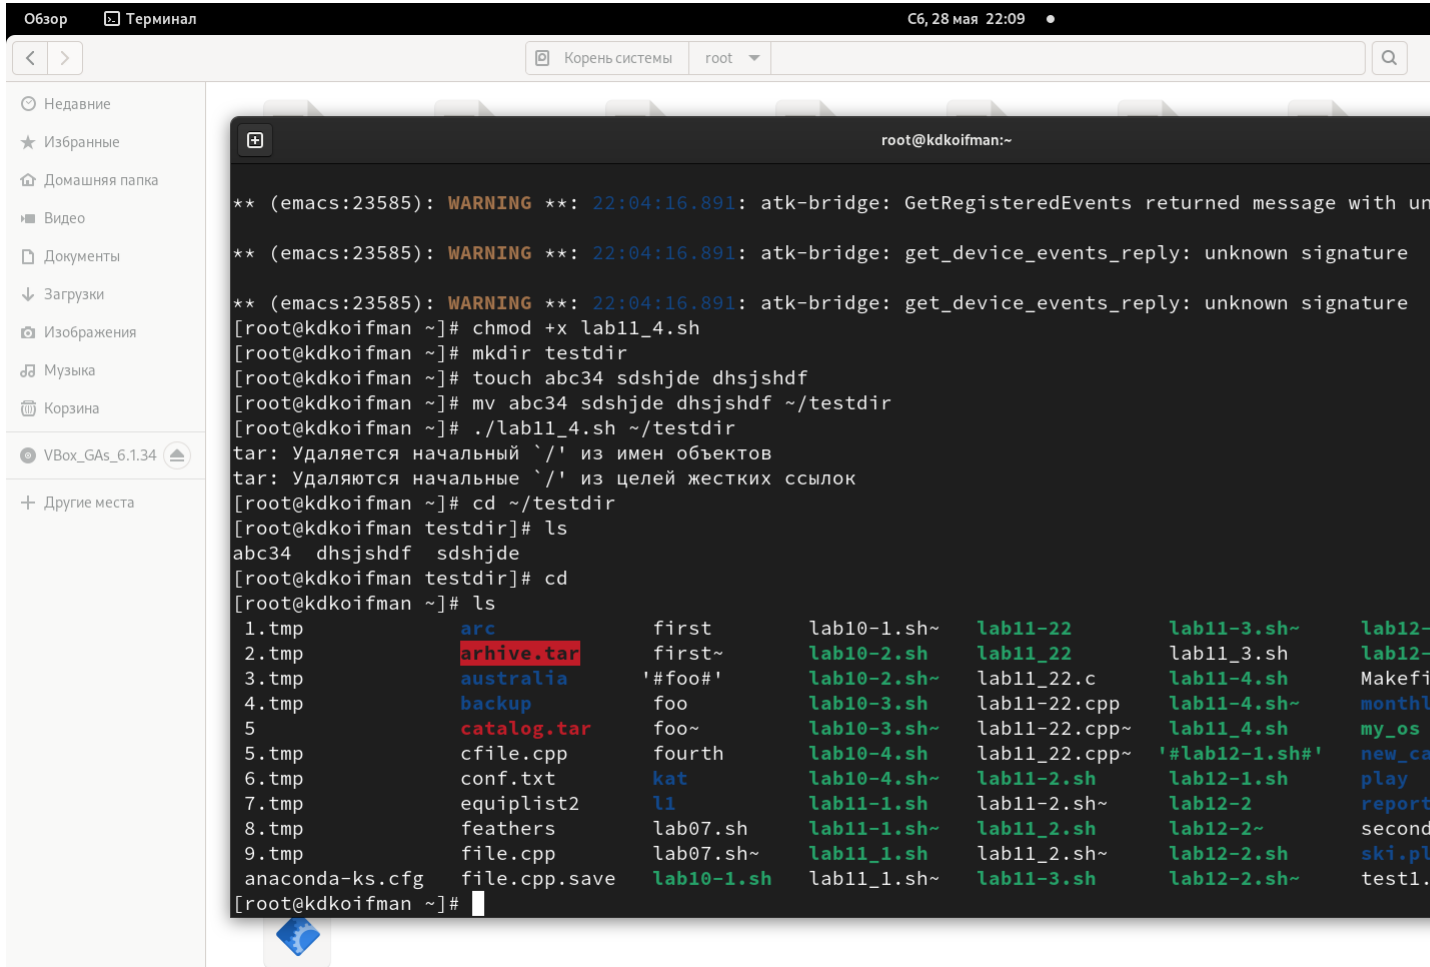 Обзор Терминал Сб, 28 мая 22:09
Корень системы root
Недавние
Избранные
Домашняя папка
Видео
Документы
Загрузки
Изображения
Музыка
Корзина
VBox_GAs_6.1.34
Другие места
root@kdkoifman:~
** (emacs:23585): WARNING **: 22:04:16.891: atk-bridge: GetRegisteredEvents returned message with un
** (emacs:23585): WARNING **: 22:04:16.891: atk-bridge: get_device_events_reply: unknown signature
** (emacs:23585): WARNING **: 22:04:16.891: atk-bridge: get_device_events_reply: unknown signature
[root@kdkoifman ~]# chmod +x lab11_4.sh
[root@kdkoifman ~]# mkdir testdir
[root@kdkoifman ~]# touch abc34 sdshjde dhsjshdf
[root@kdkoifman ~]# mv abc34 sdshjde dhsjshdf ~/testdir
[root@kdkoifman ~]# ./lab11_4.sh ~/testdir
tar: Удаляется начальный `/' из имен объектов
tar: Удаляются начальные `/' из целей жестких ссылок
[root@kdkoifman ~]# cd ~/testdir
[root@kdkoifman testdir]# ls
abc34 dhsjshdf sdshjde
[root@kdkoifman testdir]# cd
[root@kdkoifman ~]# ls
1.tmp arc first lab10-1.sh~ lab11-22 lab11-3.sh~ lab12-
2.tmp arhive.tar first~ lab10-2.sh lab11_22 lab11_3.sh lab12-
3.tmp australia '#foo#' lab10-2.sh~ lab11_22.c lab11-4.sh Makefi
4.tmp backup foo lab10-3.sh lab11-22.cpp lab11-4.sh~ monthl
5 catalog.tar foo~ lab10-3.sh~ lab11-22.cpp~ lab11_4.sh my_os
5.tmp cfile.cpp fourth lab10-4.sh lab11_22.cpp~ '#lab12-1.sh#' new_ca
6.tmp conf.txt kat lab10-4.sh~ lab11-2.sh lab12-1.sh play
7.tmp equiplist2 l1 lab11-1.sh lab11-2.sh~ lab12-2 report
8.tmp feathers lab07.sh lab11-1.sh~ lab11_2.sh lab12-2~ second
9.tmp file.cpp lab07.sh~ lab11_1.sh lab11_2.sh~ lab12-2.sh ski.pl
anaconda-ks.cfg file.cpp.save lab10-1.sh lab11_1.sh~ lab11-3.sh lab12-2.sh~ test1.
[root@kdkoifman ~]#